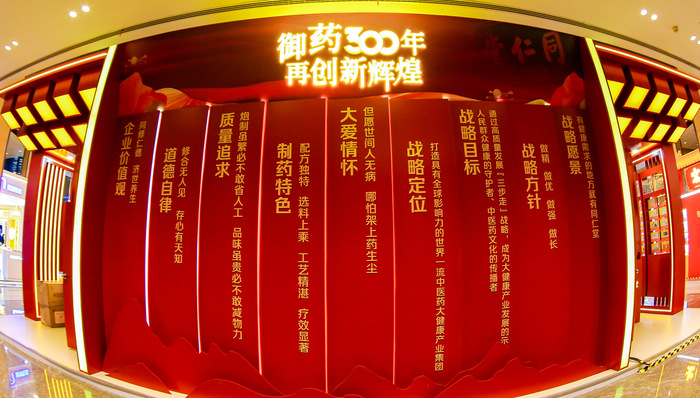 御药300年
再创新辉煌
同仁堂
企业价值观
同修仁德 济世养生
道德自律
修合无人见 存心有天知
质量追求
炮制虽繁必不敢省人工 品味虽贵必不敢减物力
制药特色
配方独特 选料上乘 工艺精湛 疗效显著
大爱情怀
但愿世间人无病 哪怕架上药生尘
战略定位
打造具有全球影响力的世界一流中医药大健康产业集团
战略目标
通过高质量发展「三步走」战略，成为大健康产业发展的示
人民群众健康的守护者、中医药文化的传播者
战略方针
做精 做优 做强 做长
战略愿景
有健康需求的地方就有同仁堂